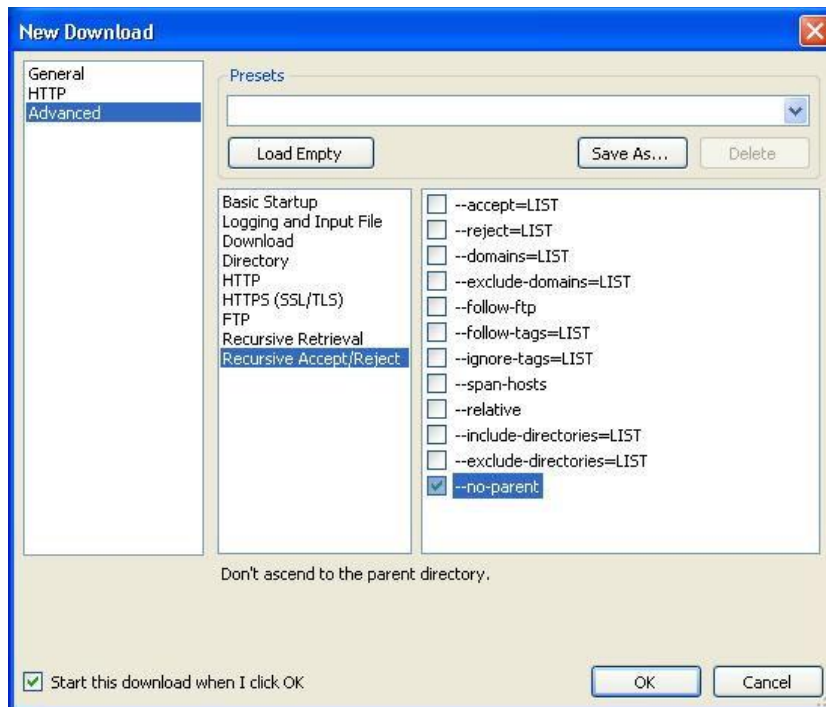 New Download
General
HTTP
Advanced
Presets
Load Empty
Save As...
Delete
Basic Startup
Logging and Input File
Download
Directory
HTTP
HTTPS (SSL/TLS)
FTP
Recursive Retrieval
Recursive Accept/Reject
--accept=LIST
--reject=LIST
--domains=LIST
--exclude-domains=LIST
--follow-ftp
--follow-tags=LIST
--ignore-tags=LIST
--span-hosts
--relative
--include-directories=LIST
--exclude-directories=LIST
--no-parent
Don't ascend to the parent directory.
Start this download when I click OK
OK
Cancel